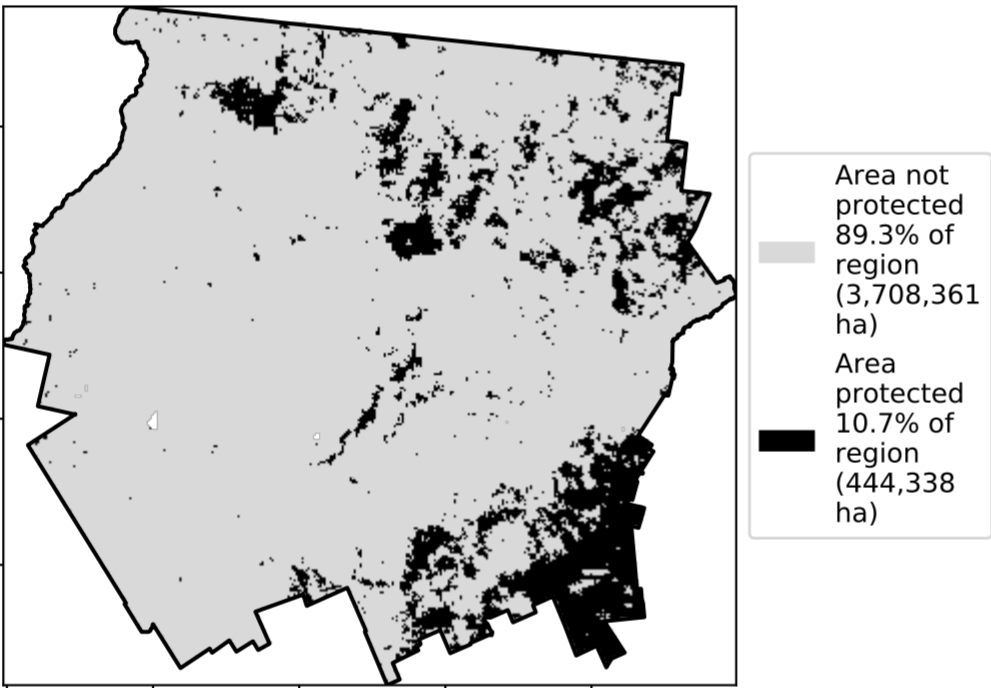 Area not
protected
89.3% of
region
(3,708,361
ha)
Area
protected
10.7% of
region
(444,338
ha)